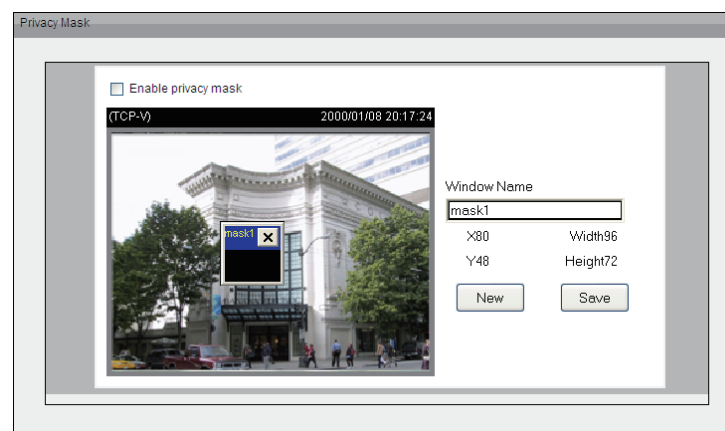 Privacy Mask
Enable privacy mask
(TCP-V) 2000/01/08 20:17:24
mask1
Window Name
mask1
X80 Width96
Y48 Height72
New Save